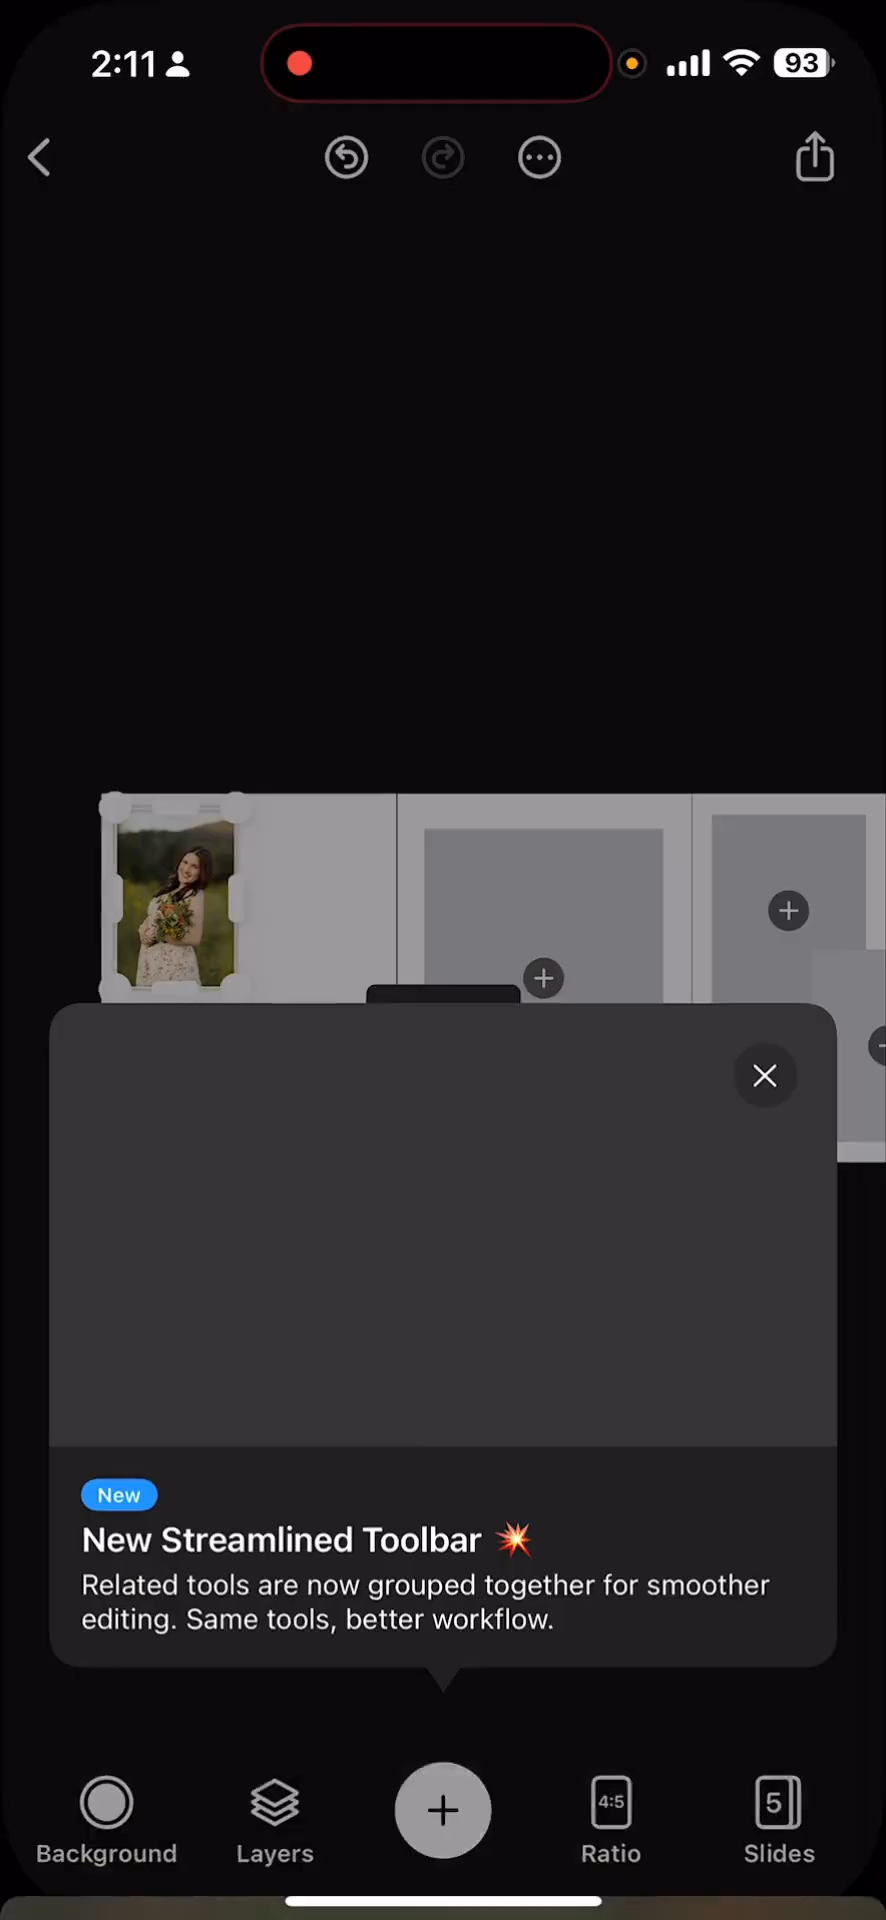 2:11
93
New
New Streamlined Toolbar 💥
Related tools are now grouped together for smoother
editing. Same tools, better workflow.
4:5
5
Background
Layers
Ratio
Slides